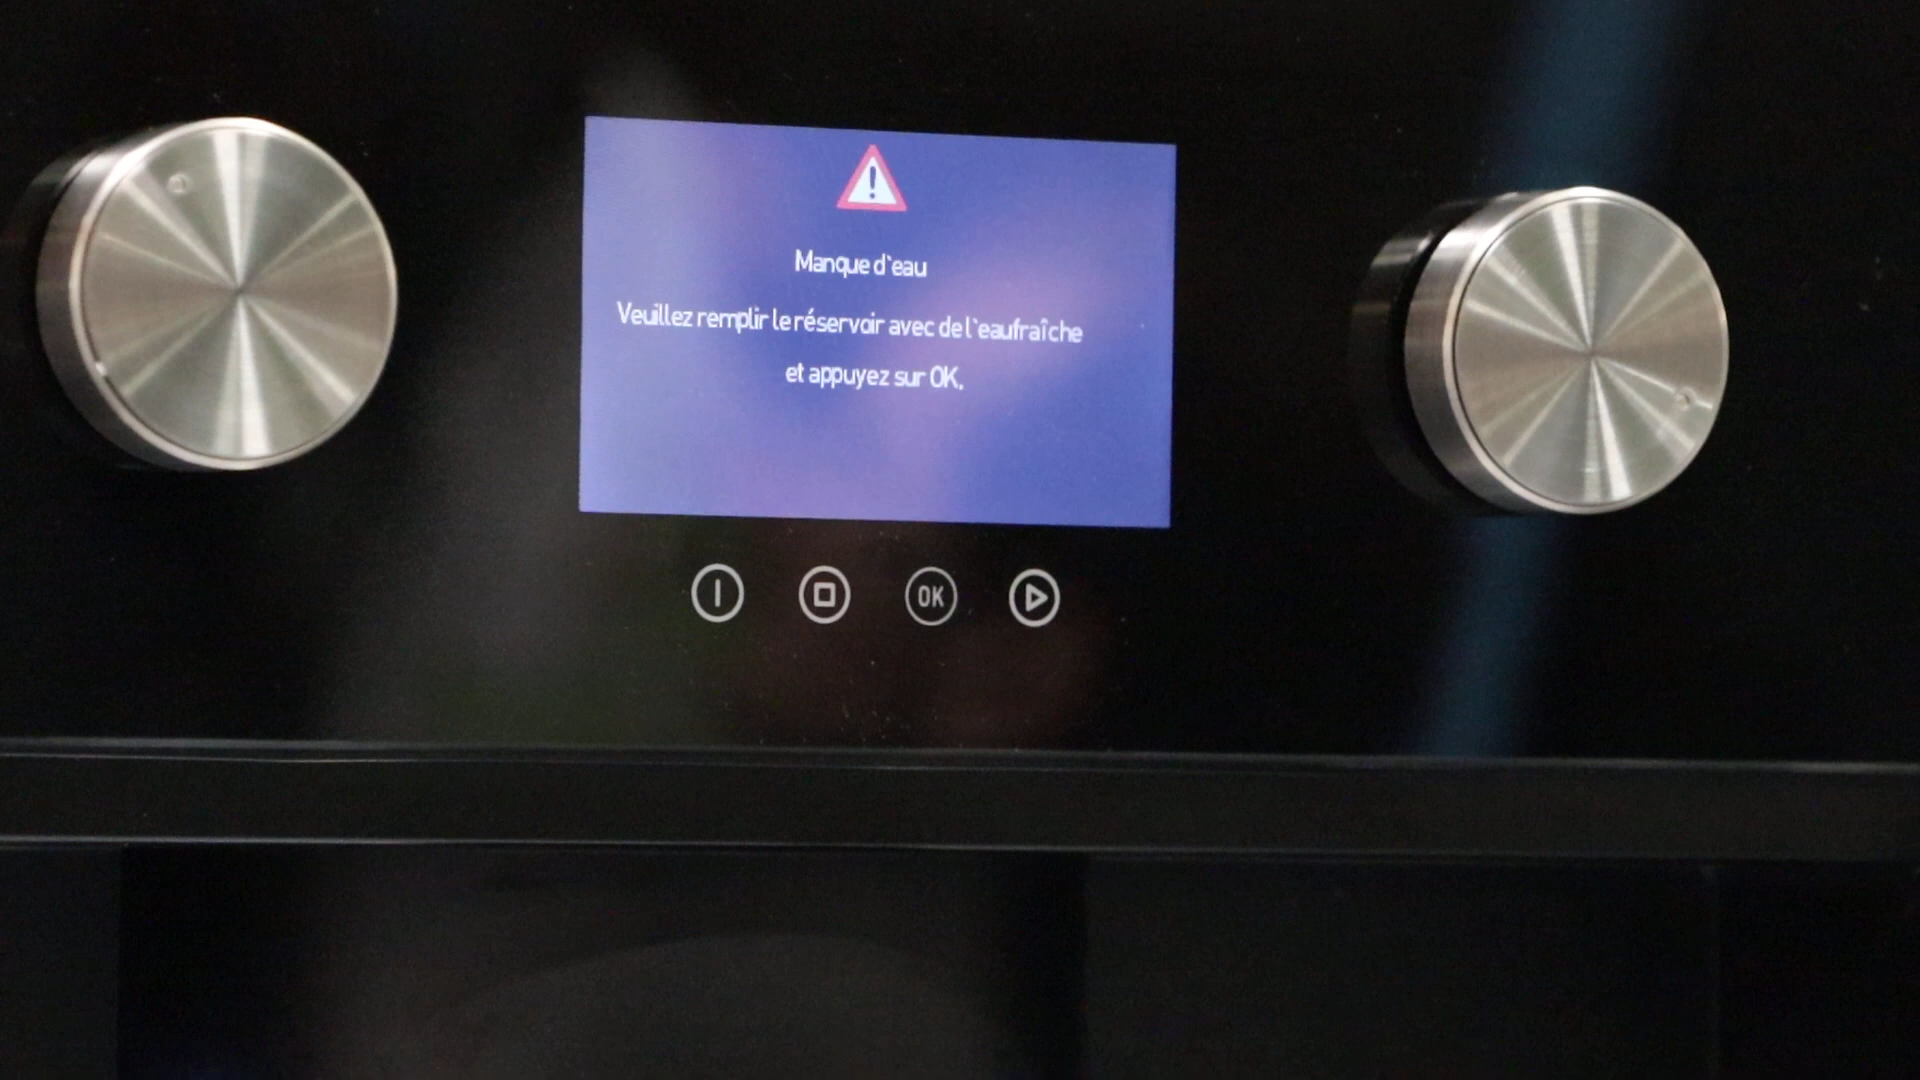 Manque d'eau
Veuillez remplir le réservoir avec de l'eaufraîche
et appuyez sur OK.
OK